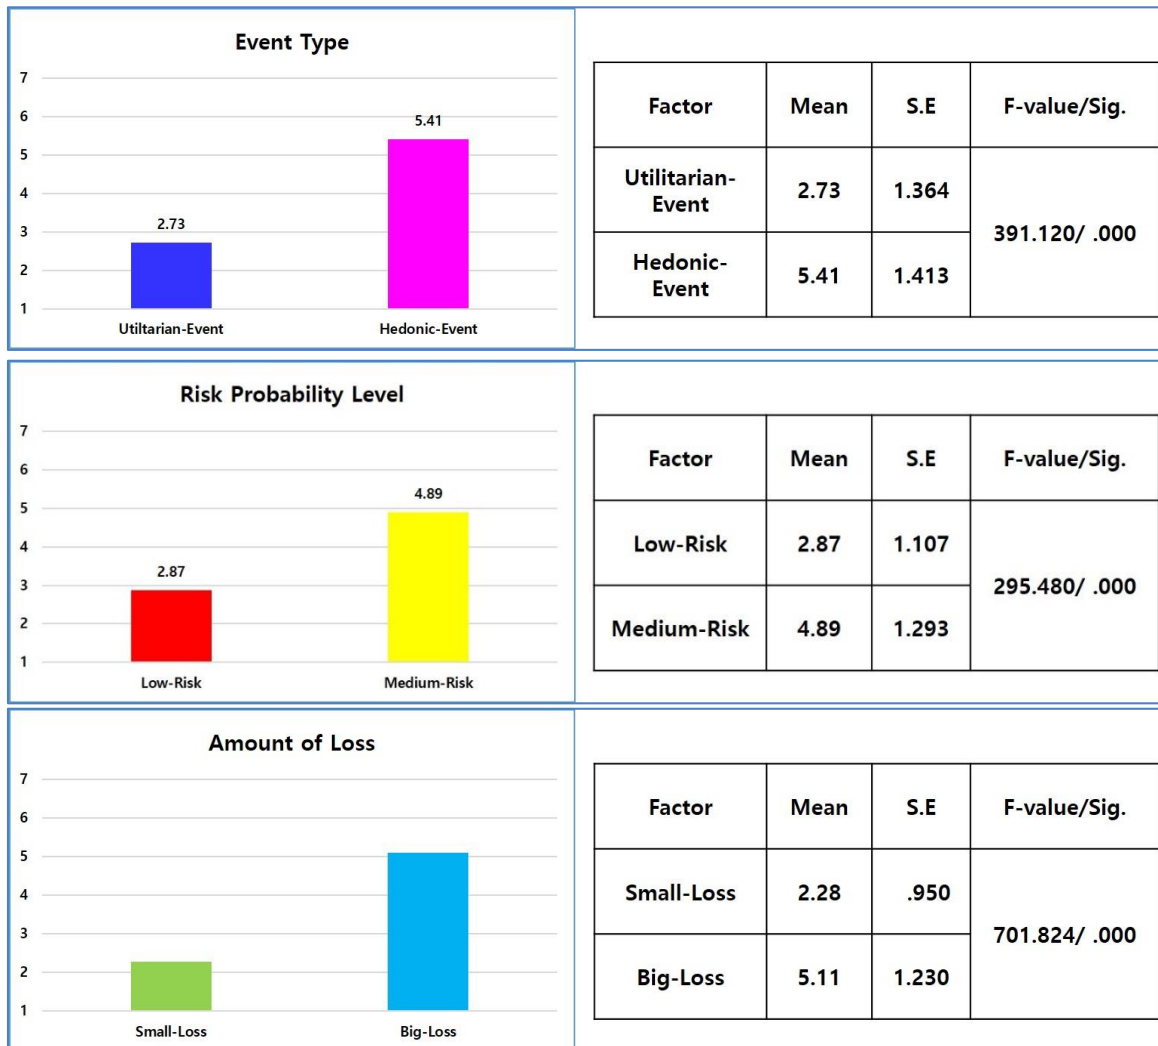 Event Type
7
6
5
4
3
2
1
2.73
5.41
Utiltarian-Event
Hedonic-Event
Factor Mean S.E F-value/Sig.
Utilitarian-
Event
2.73 1.364
391.120/ .000
Hedonic-
Event
5.41 1.413
Risk Probability Level
7
6
5
4
3
2
1
2.87
4.89
Low-Risk
Medium-Risk
Factor Mean S.E F-value/Sig.
Low-Risk 2.87 1.107
295.480/ .000
Medium-Risk 4.89 1.293
Amount of Loss
7
6
5
4
3
2
1
Small-Loss
Big-Loss
Factor Mean S.E F-value/Sig.
Small-Loss 2.28 .950
701.824/ .000
Big-Loss 5.11 1.230